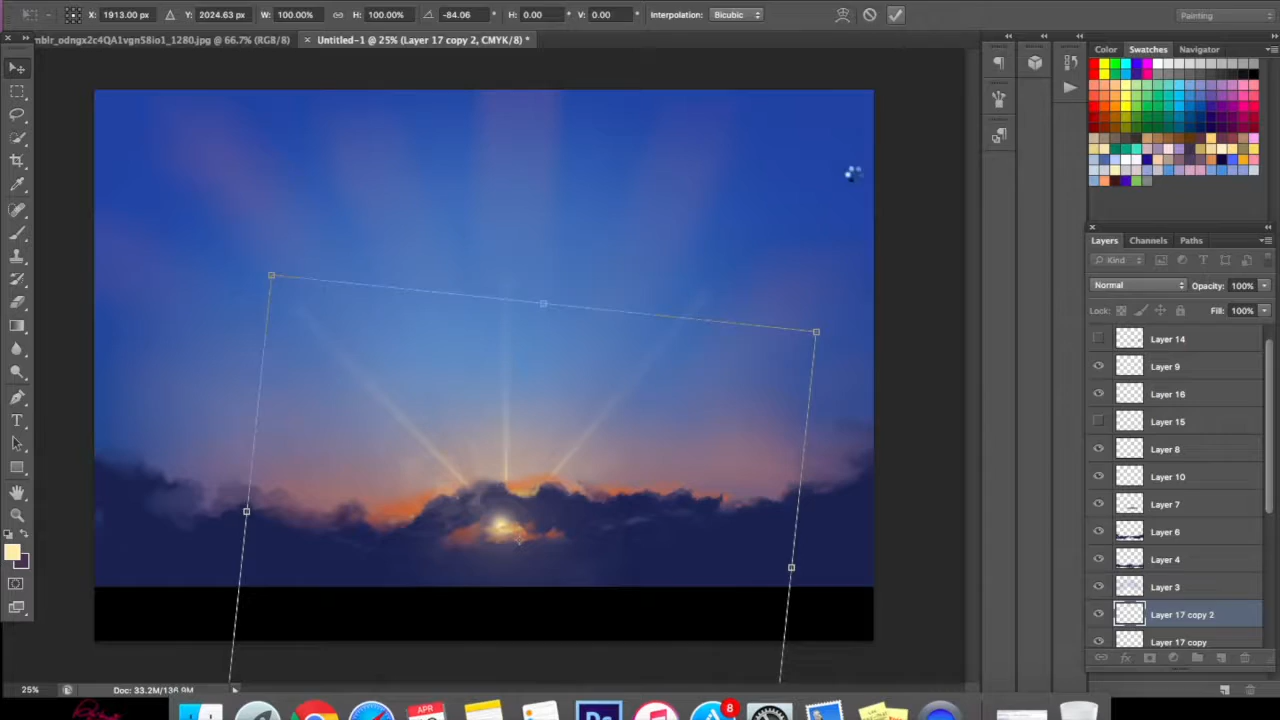 X: 1913.00 px Y: 2024.63 px W: 100.00% H: 100.00% -84.06 ° H: 0.00 ° V: 0.00 ° Interpolation: Bicubic Painting
mblr_odngx2c4QA1vgn58io1_1280.jpg @ 66.7% (RGB/8) × Untitled-1 @ 25% (Layer 17 copy 2, CMYK/8) *
Color Swatches Navigator
Layers Channels Paths
Kind
Normal Opacity: 100%
Lock: Fill: 100%
Layer 14
Layer 9
Layer 16
Layer 15
Layer 8
Layer 10
Layer 7
Layer 6
Layer 4
Layer 3
Layer 17 copy 2
Layer 17 copy
25% Doc: 33.2M/136.9M
APR 8
Ps